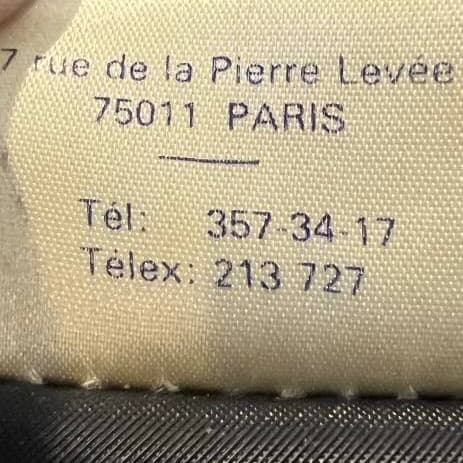 7 rue de la Pierre Levée
75011 PARIS
Tél: 357-34-17
Télex: 213 727